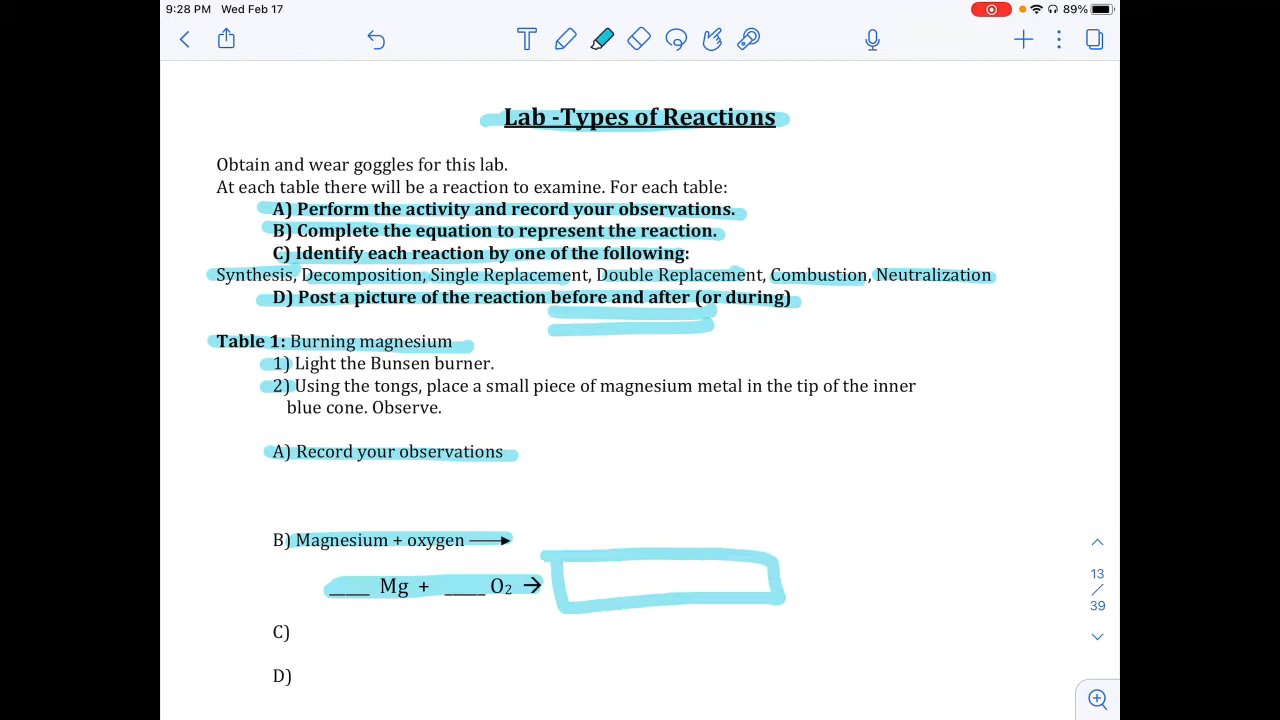 9:28 PM Wed Feb 17
89%
Lab -Types of Reactions
Obtain and wear goggles for this lab.
At each table there will be a reaction to examine. For each table:
A) Perform the activity and record your observations.
B) Complete the equation to represent the reaction.
C) Identify each reaction by one of the following:
Synthesis, Decomposition, Single Replacement, Double Replacement, Combustion, Neutralization
D) Post a picture of the reaction before and after (or during)
Table 1: Burning magnesium
1) Light the Bunsen burner.
2) Using the tongs, place a small piece of magnesium metal in the tip of the inner
blue cone. Observe.
A) Record your observations
B) Magnesium + oxygen ⟶
____ Mg + ____ O₂ →
C)
D)
13
/
39